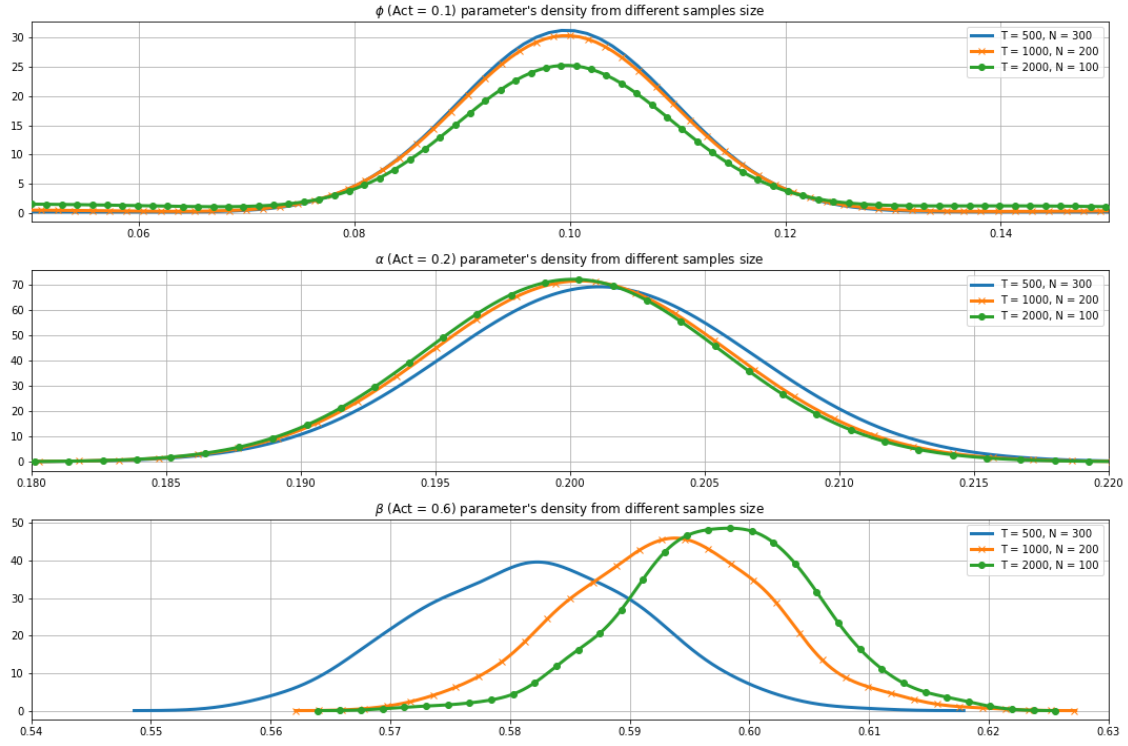 ϕ (Act = 0.1) parameter's density from different samples size
30
25
20
15
10
5
0
T = 500, N = 300
T = 1000, N = 200
T = 2000, N = 100
0.06 0.08 0.10 0.12 0.14
α (Act = 0.2) parameter's density from different samples size
70
60
50
40
30
20
10
0
T = 500, N = 300
T = 1000, N = 200
T = 2000, N = 100
0.180 0.185 0.190 0.195 0.200 0.205 0.210 0.215 0.220
β (Act = 0.6) parameter's density from different samples size
50
40
30
20
10
0
T = 500, N = 300
T = 1000, N = 200
T = 2000, N = 100
0.54 0.55 0.56 0.57 0.58 0.59 0.60 0.61 0.62 0.63